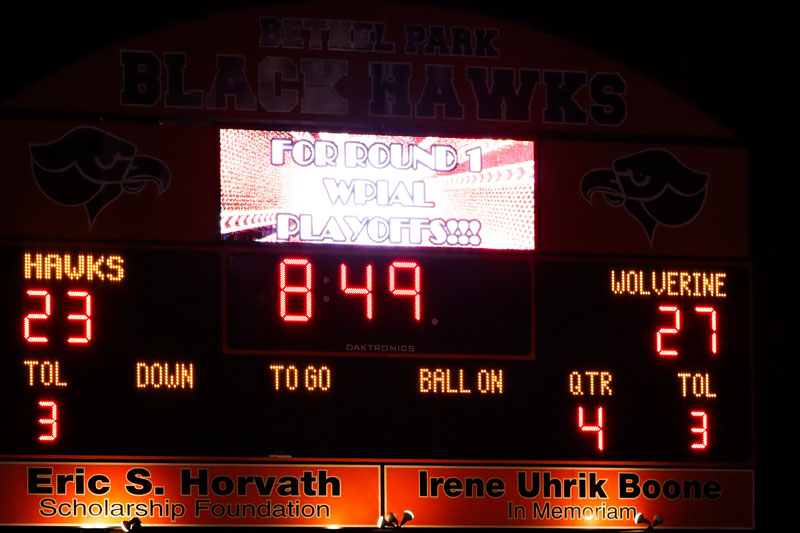 BETHEL PARK
BLACK HAWKS
FOR ROUND 1
WPIAL
PLAYOFFS!!!
HAWKS 8:49 WOLVERINE
23 27
DAKTRONICS
TOL DOWN TO GO BALL ON QTR TOL
3 4 3
Eric S. Horvath Irene Uhrik Boone
Scholarship Foundation In Memoriam